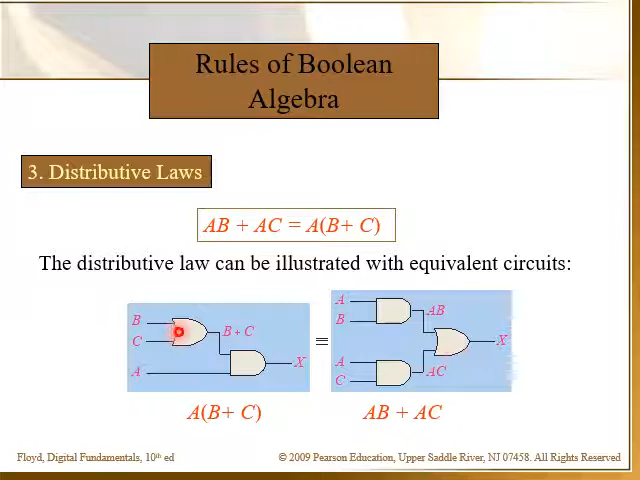 Rules of Boolean
Algebra
3. Distributive Laws
AB + AC = A(B+ C)
The distributive law can be illustrated with equivalent circuits:
B
C
A
B + C
X
≡
A
B
AB
A
C
AC
X
A(B+ C)
AB + AC
Floyd, Digital Fundamentals, 10th ed
© 2009 Pearson Education, Upper Saddle River, NJ 07458. All Rights Reserved